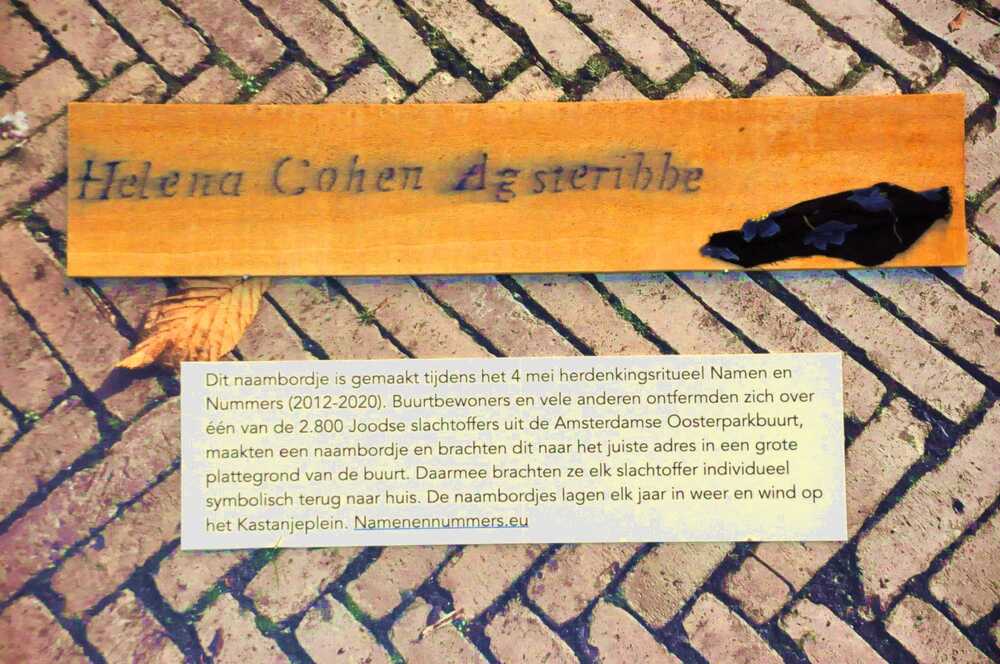 Helena Cohen Agsteribbe
Dit naambordje is gemaakt tijdens het 4 mei herdenkingsritueel Namen en
Nummers (2012-2020). Buurtbewoners en vele anderen ontfermden zich over
één van de 2.800 Joodse slachtoffers uit de Amsterdamse Oosterparkbuurt,
maakten een naambordje en brachten dit naar het juiste adres in een grote
plattegrond van de buurt. Daarmee brachten ze elk slachtoffer individueel
symbolisch terug naar huis. De naambordjes lagen elk jaar in weer en wind op
het Kastanjeplein. Namenennummers.eu